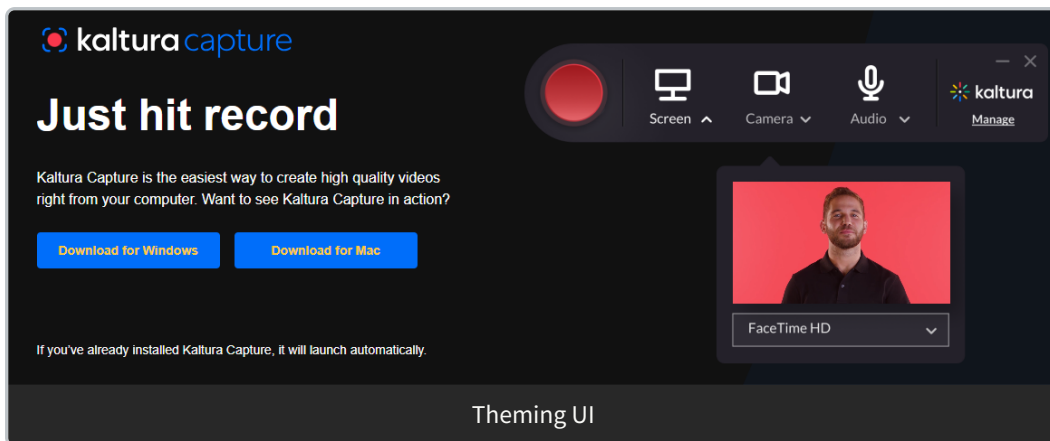 kaltura capture
Just hit record
Kaltura Capture is the easiest way to create high quality videos
right from your computer. Want to see Kaltura Capture in action?
Download for Windows
Download for Mac
If you've already installed Kaltura Capture, it will launch automatically.
Screen
Camera
Audio
kaltura
Manage
FaceTime HD
Theming UI